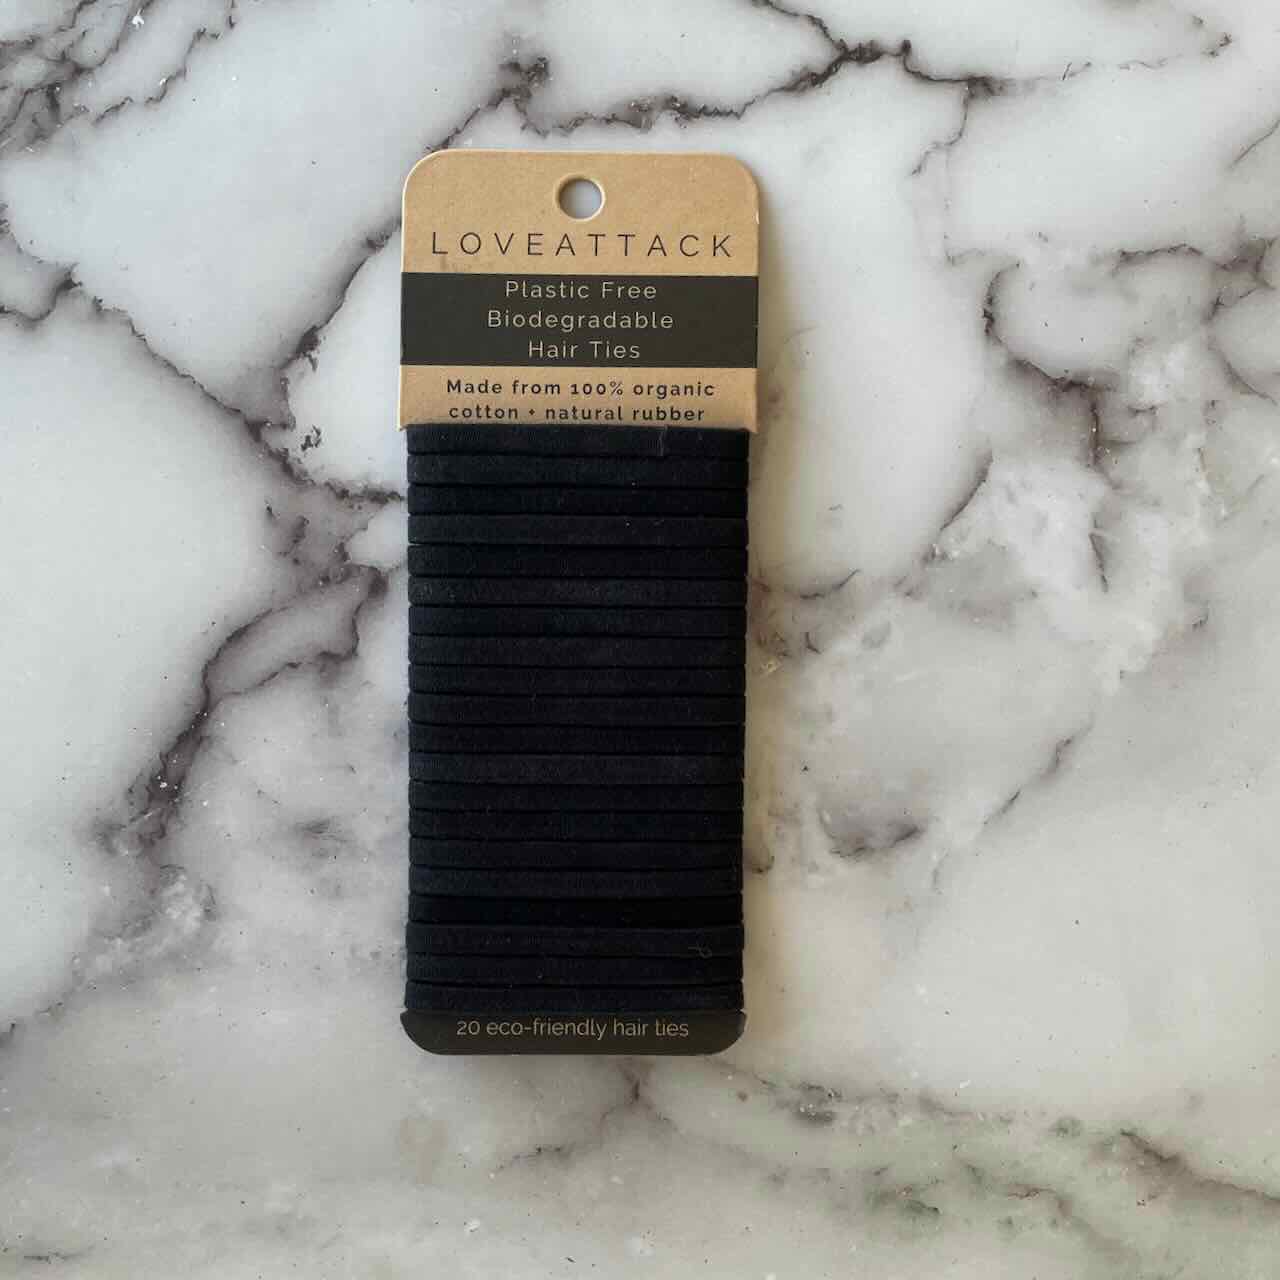 LOVEATTACK
Plastic Free
Biodegradable
Hair Ties
Made from 100% organic
cotton + natural rubber
20 eco-friendly hair ties